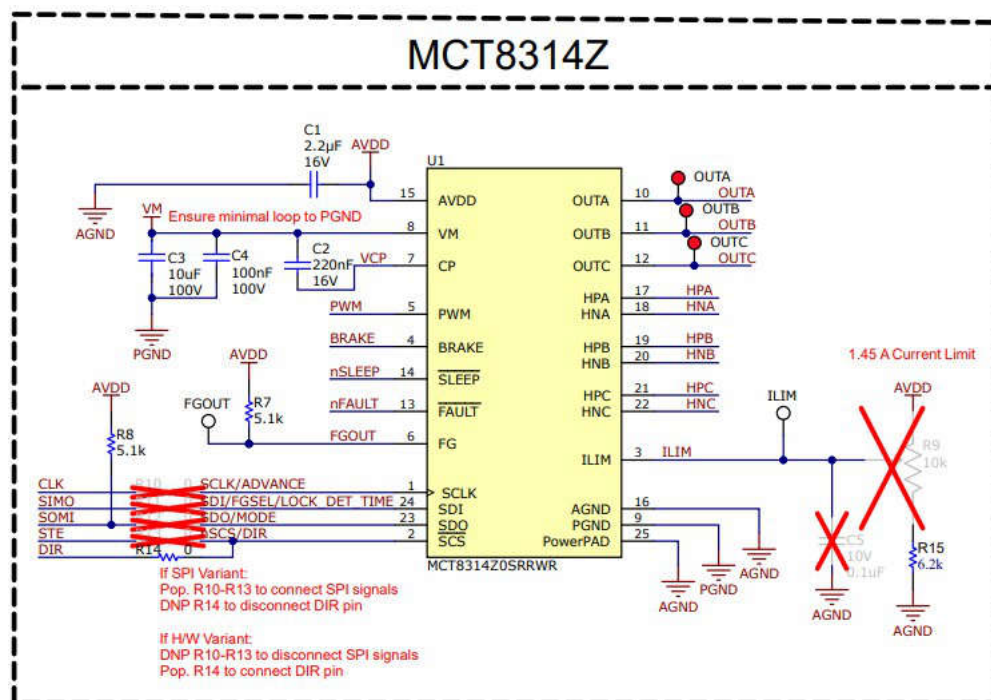 MCT8314Z
C1
2.2µF
16V
AVDD
AGND
VM
Ensure minimal loop to PGND
C3
10uF
100V
C4
100nF
100V
C2
220nF
16V
VCP
PGND
PWM
BRAKE
nSLEEP
nFAULT
FGOUT
AVDD
R7
5.1k
FGOUT
AVDD
R8
5.1k
CLK
SIMO
SOMI
STE
DIR
SCLK/ADVANCE
SDI/FGSEL/LOCK_DET_TIME
SDO/MODE
R14 0
U1
15 AVDD
8 VM
7 CP
5 PWM
4 BRAKE
14 SLEEP
13 FAULT
6 FG
1 SCLK
24 SDI
23 SDO
2 SCS
OUTA 10
OUTB 11
OUTC 12
HPA 17
HNA 18
HPB 19
HNB 20
HPC 21
HNC 22
ILIM 3
AGND 16
PGND 9
PowerPAD 25
MCT8314Z0SRRWR
OUTA
OUTA
OUTB
OUTB
OUTC
OUTC
HPA
HNA
HPB
HNB
HPC
HNC
ILIM
ILIM
1.45 A Current Limit
AVDD
R9
10k
C5
10V
0.1uF
R15
6.2k
AGND
PGND
AGND
AGND
AGND
If SPI Variant:
Pop. R10-R13 to connect SPI signals
DNP R14 to disconnect DIR pin
If H/W Variant:
DNP R10-R13 to disconnect SPI signals
Pop. R14 to connect DIR pin